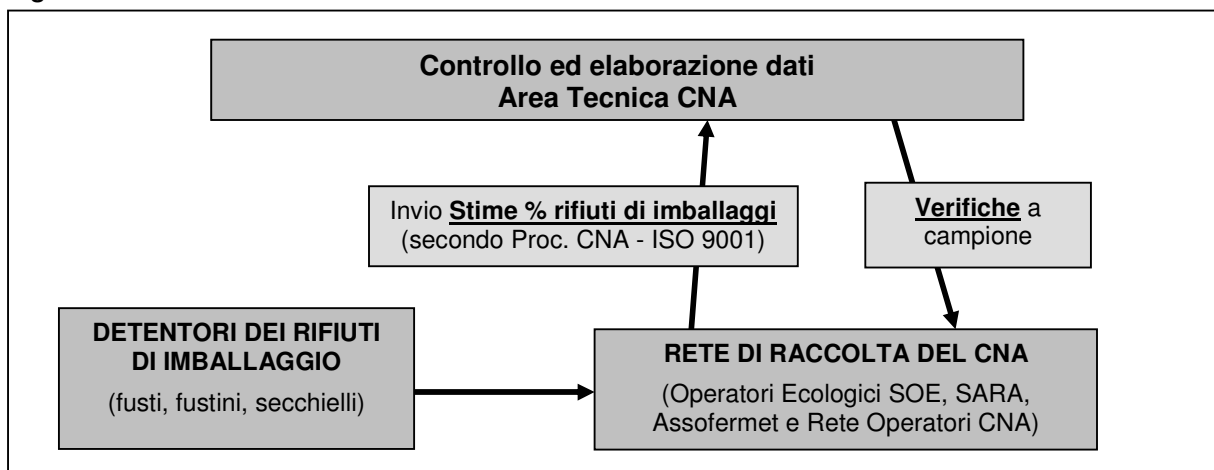 Controllo ed elaborazione dati
Area Tecnica CNA
Invio Stime % rifiuti di imballaggi
(secondo Proc. CNA - ISO 9001)
Verifiche a
campione
DETENTORI DEI RIFIUTI
DI IMBALLAGGIO
(fusti, fustini, secchielli)
RETE DI RACCOLTA DEL CNA
(Operatori Ecologici SOE, SARA,
Assofermet e Rete Operatori CNA)